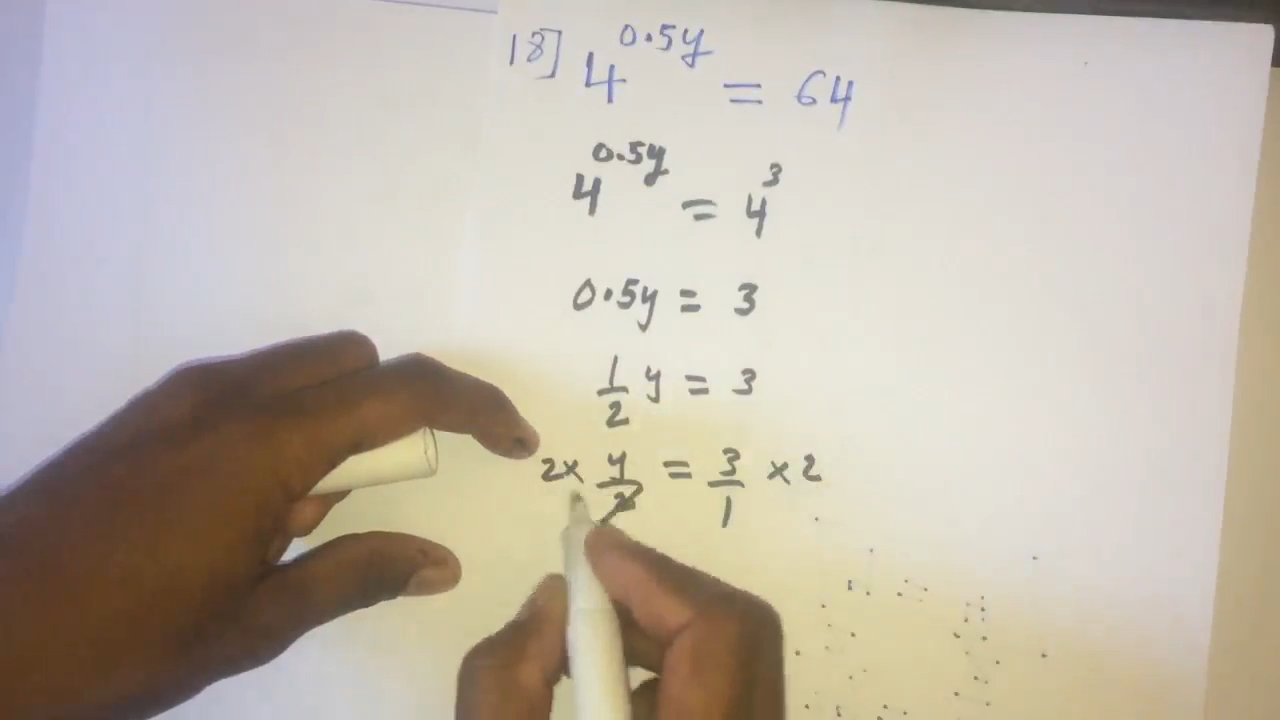 18] 4^0.5y = 64
4^0.5y = 4^3
0.5y = 3
1/2 y = 3
2× y/2 = 3/1 ×2